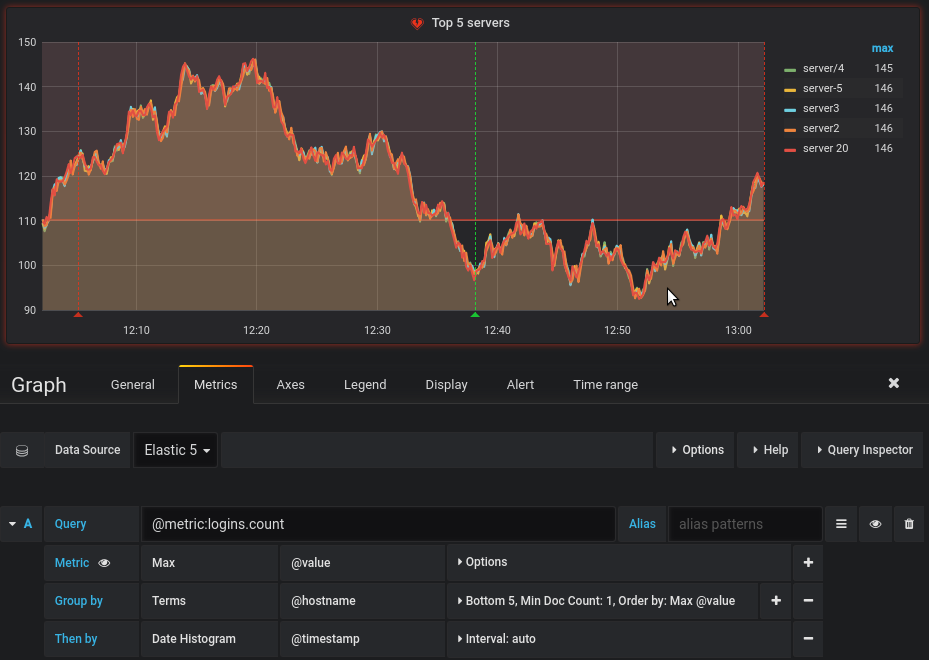 Top 5 servers
150
140
130
120
110
100
90
12:10 12:20 12:30 12:40 12:50 13:00
max
server/4 145
server-5 146
server3 146
server2 146
server 20 146
Graph General Metrics Axes Legend Display Alert Time range
Data Source Elastic 5 Options Help Query Inspector
A Query @metric:logins.count Alias alias patterns
Metric Max @value Options
Group by Terms @hostname Bottom 5, Min Doc Count: 1, Order by: Max @value
Then by Date Histogram @timestamp Interval: auto